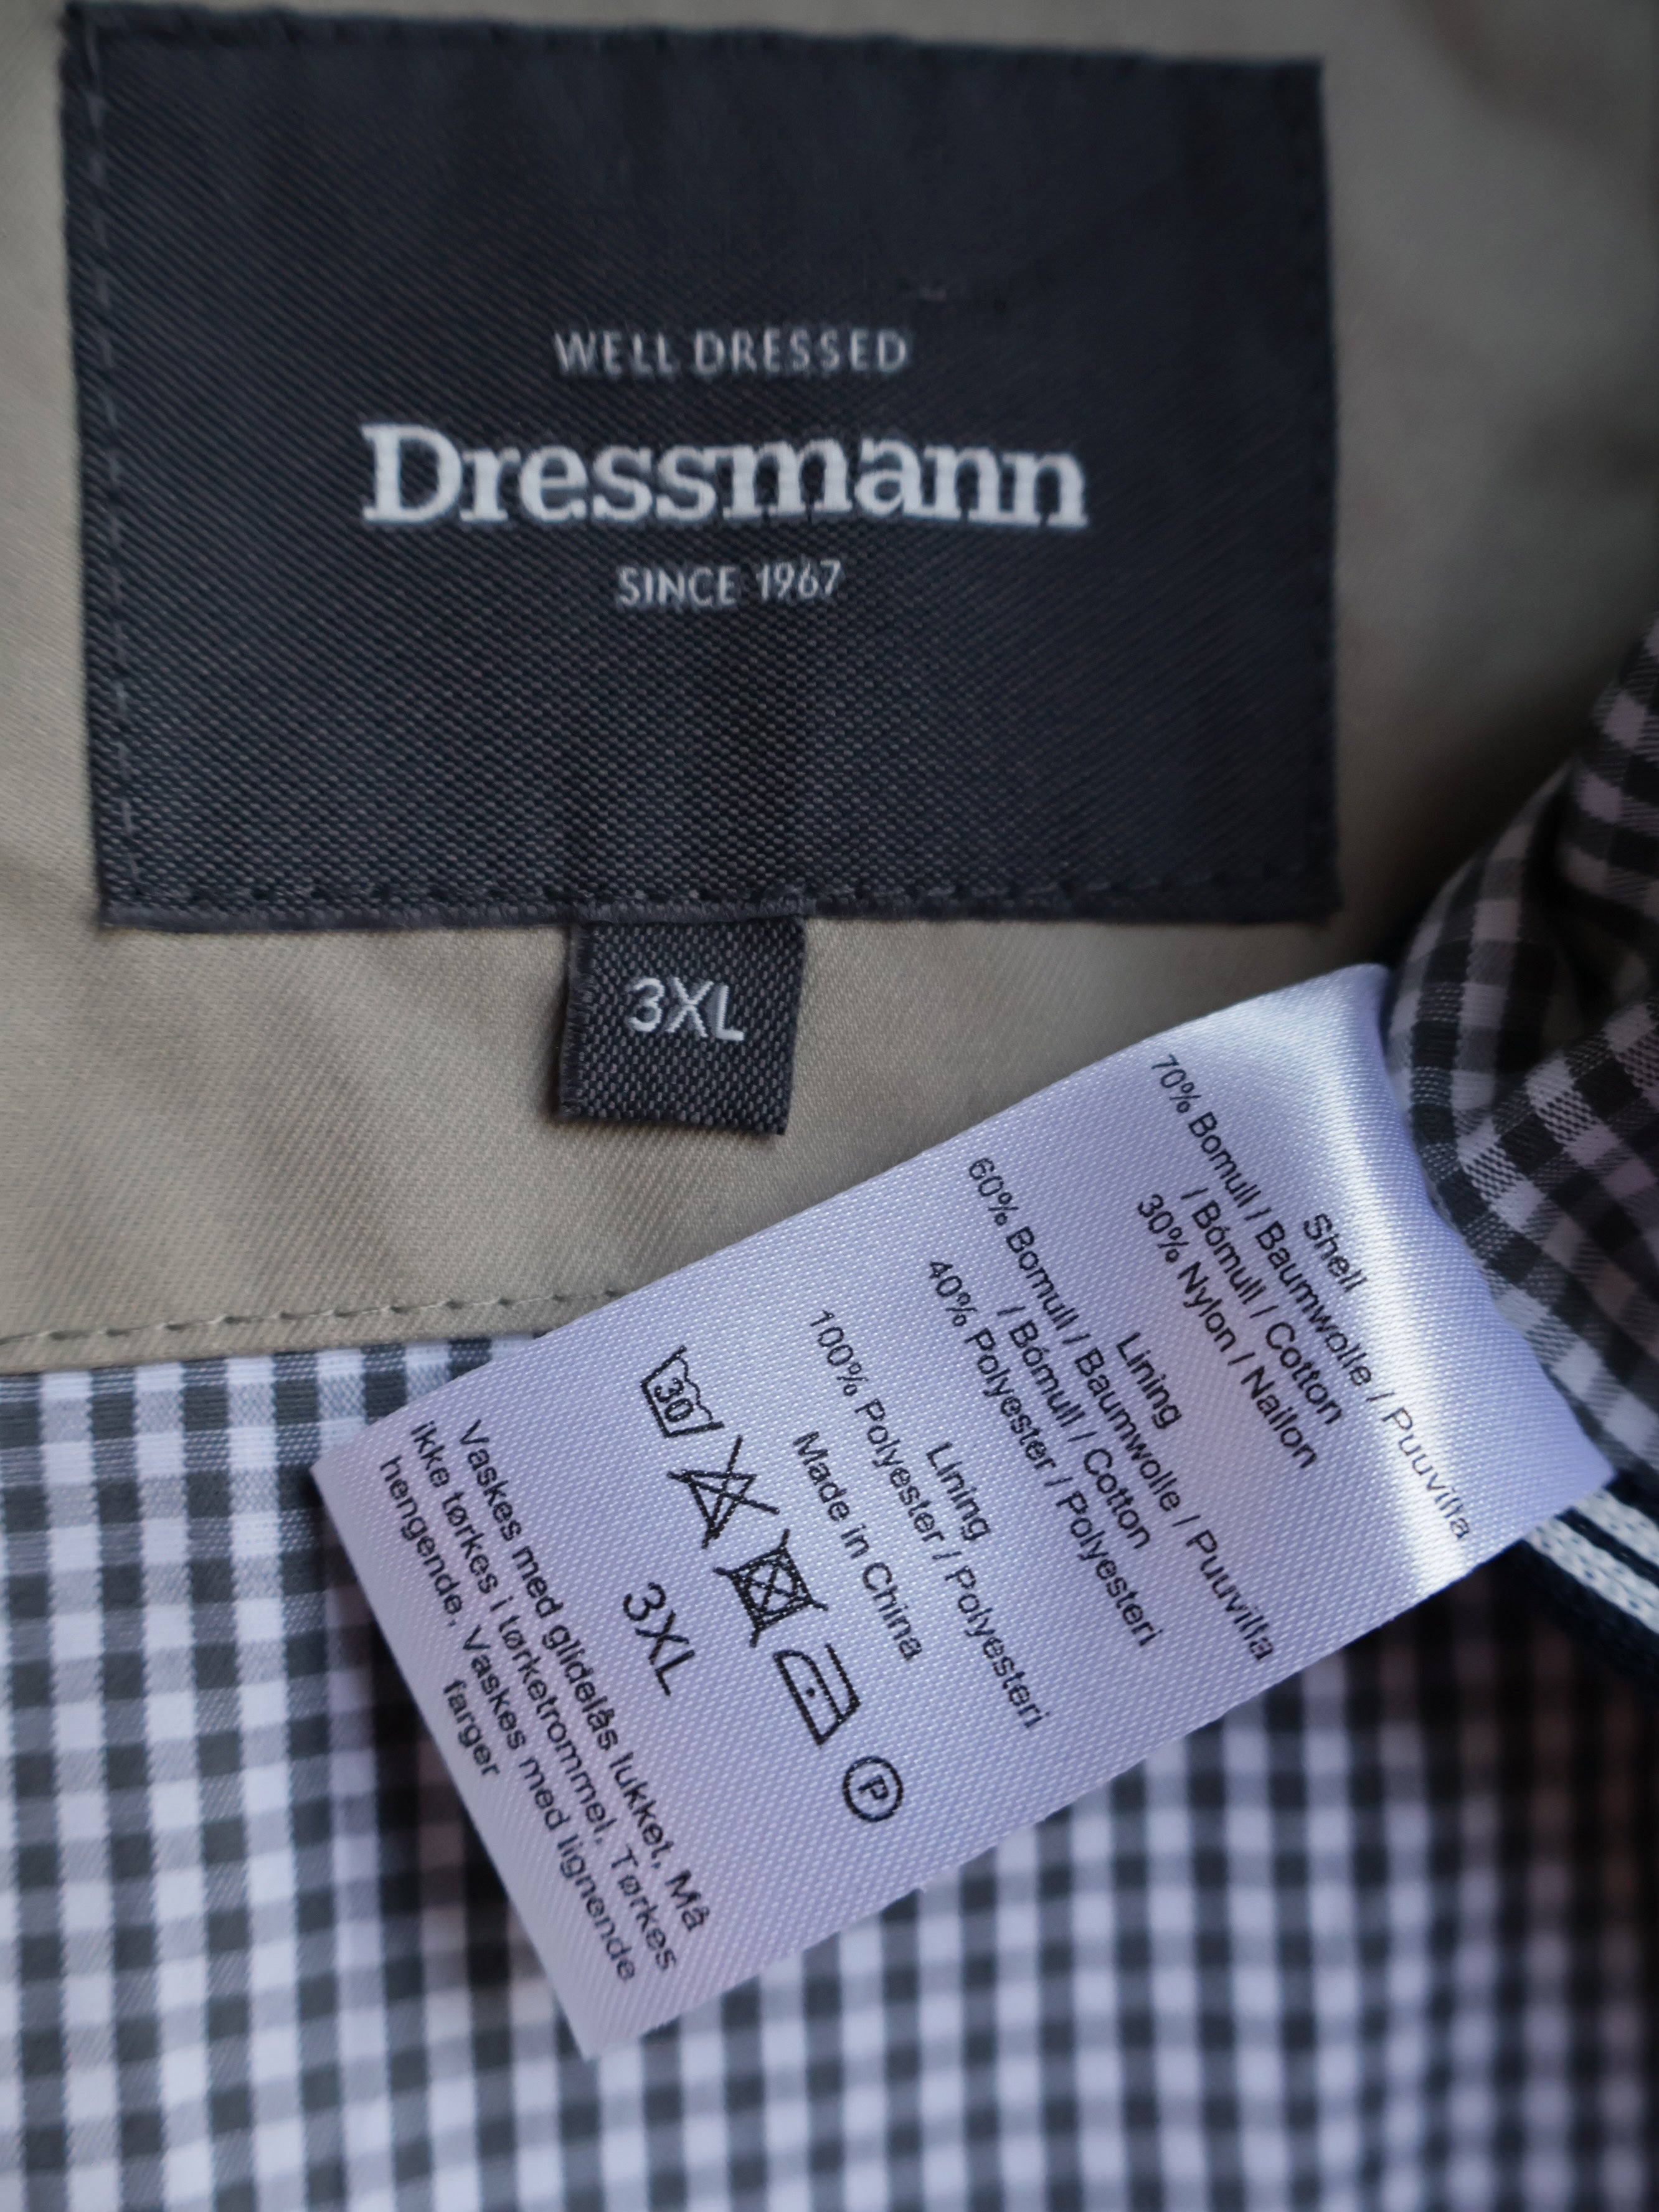 WELL DRESSED
Dressmann
SINCE 1967
3XL
Shell
70% Bomull / Baumwolle / Puuvilla
/ Bómull / Cotton
30% Nylon / Nailon
Lining
60% Bomull / Baumwolle / Puuvilla
/ Bómull / Cotton
40% Polyester / Polyesteri
Lining
100% Polyester / Polyesteri
Made in China
30
P
3XL
Vaskes med glidelås lukket. Må
ikke tørkes i tørketrommel. Tørkes
hengende. Vaskes med lignende
farger